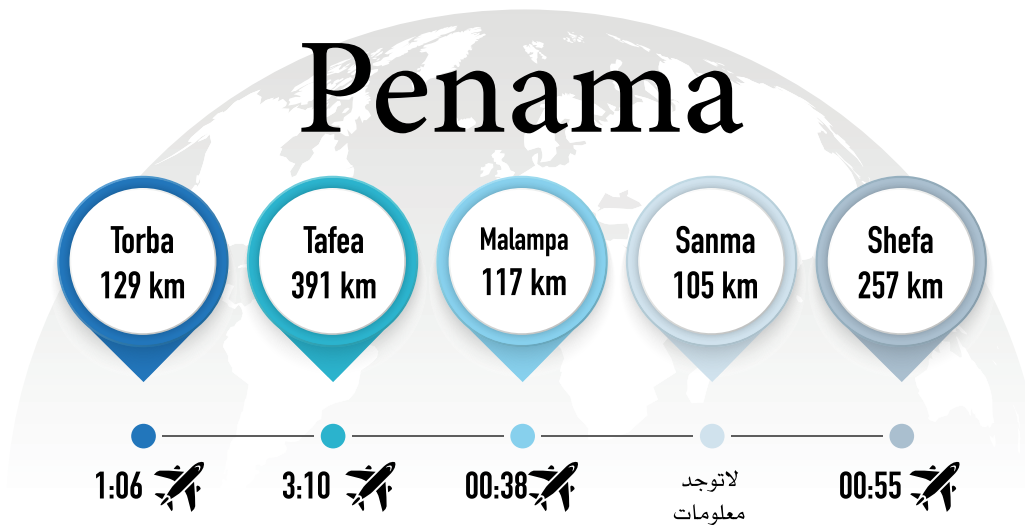 Penama
Torba
129 km
Tafea
391 km
Malampa
117 km
Sanma
105 km
Shefa
257 km
1:06
3:10
00:38
لاتوجد
معلومات
00:55